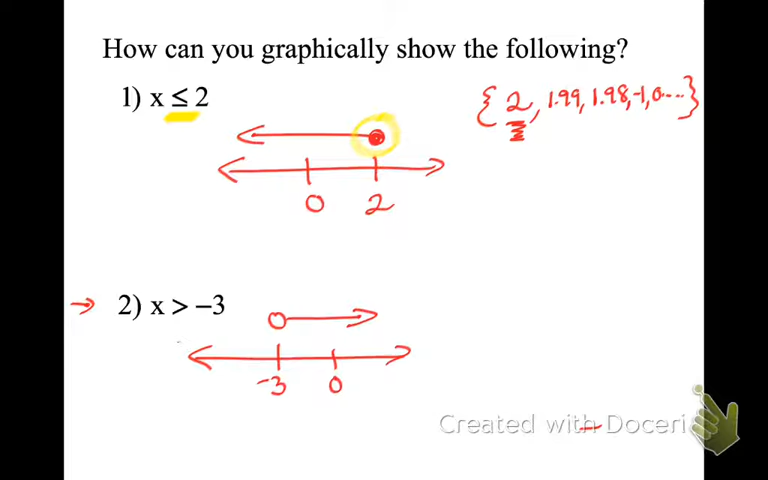 How can you graphically show the following?
1) x ≤ 2
{2, 1.99, 1.98, -1, 0...}
0 2
2) x > −3
-3 0
Created with Doceri